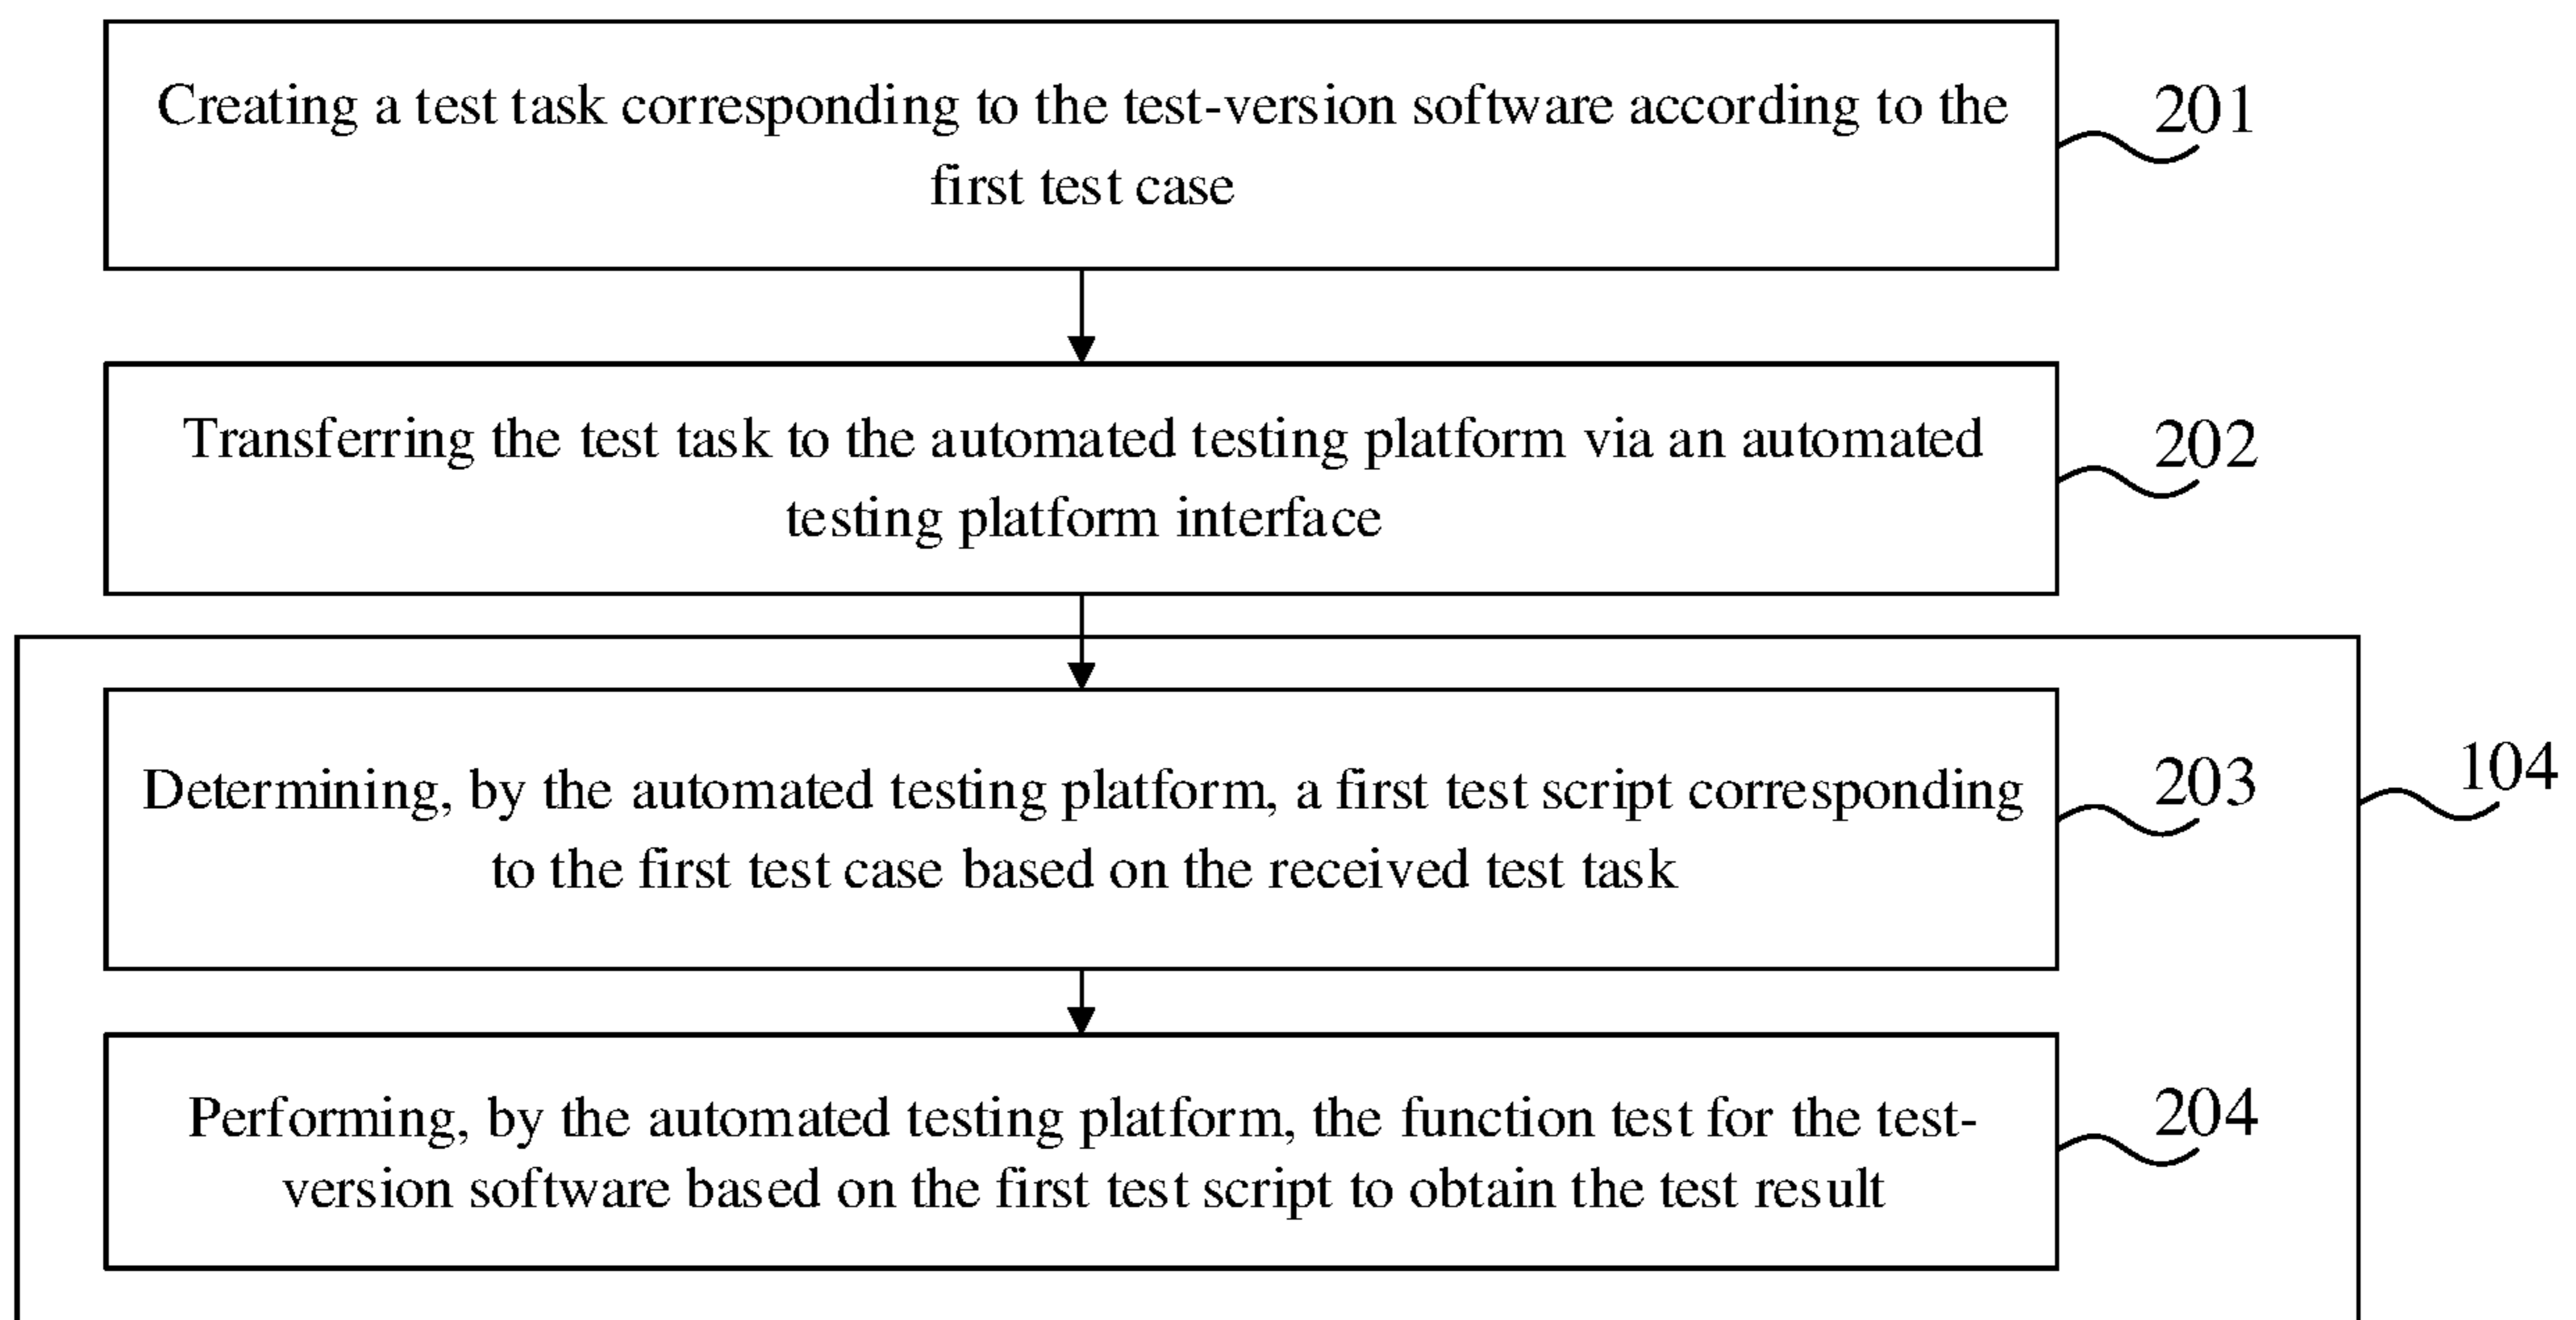 Creating a test task corresponding to the test-version software according to the
first test case
201
Transferring the test task to the automated testing platform via an automated
testing platform interface
202
Determining, by the automated testing platform, a first test script corresponding
to the first test case based on the received test task
203
104
Performing, by the automated testing platform, the function test for the test-
version software based on the first test script to obtain the test result
204